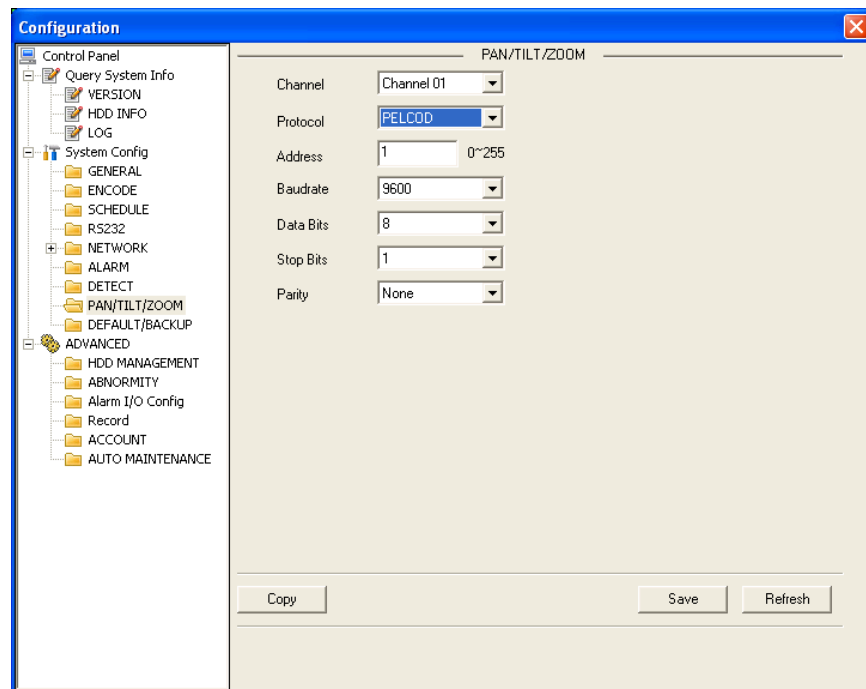 Configuration
Control Panel
Query System Info
VERSION
HDD INFO
LOG
System Config
GENERAL
ENCODE
SCHEDULE
RS232
NETWORK
ALARM
DETECT
PAN/TILT/ZOOM
DEFAULT/BACKUP
ADVANCED
HDD MANAGEMENT
ABNORMITY
Alarm I/O Config
Record
ACCOUNT
AUTO MAINTENANCE
PAN/TILT/ZOOM
Channel Channel 01
Protocol PELCOD
Address 1 0~255
Baudrate 9600
Data Bits 8
Stop Bits 1
Parity None
Copy Save Refresh